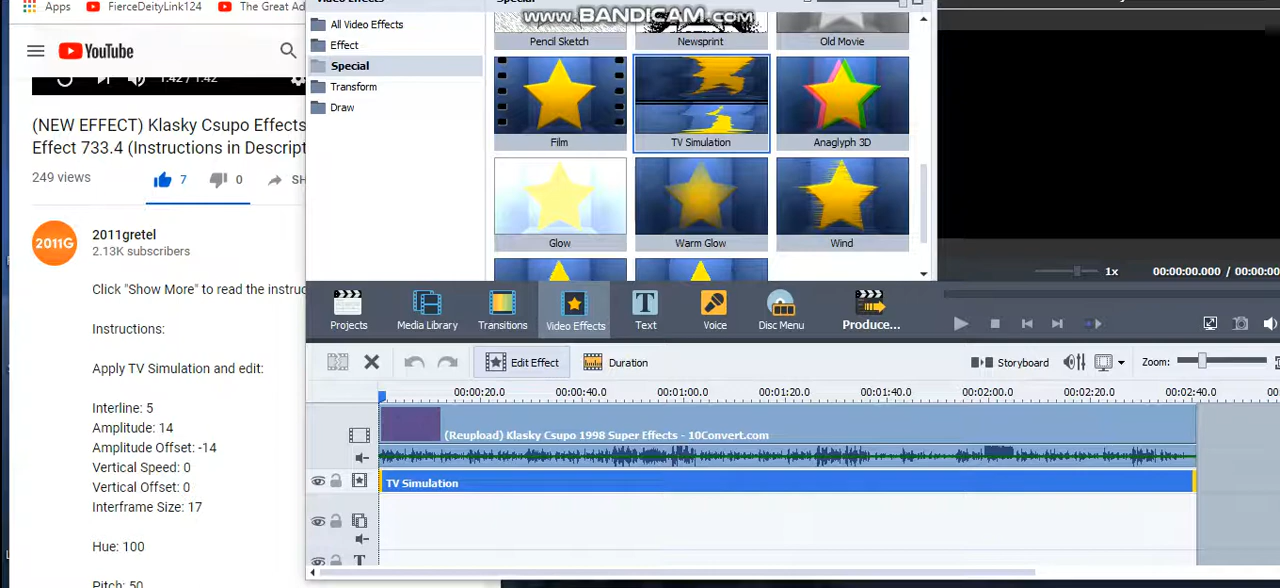 Apps
FierceDeityLink124
The Great Ad
YouTube
1:42 / 1:42
(NEW EFFECT) Klasky Csupo Effects
Effect 733.4 (Instructions in Descript
249 views
7
0
SH
2011G
2011gretel
2.13K subscribers
Click "Show More" to read the instruc
Instructions:
Apply TV Simulation and edit:
Interline: 5
Amplitude: 14
Amplitude Offset: -14
Vertical Speed: 0
Vertical Offset: 0
Interframe Size: 17
Hue: 100
Pitch: 50
www.BANDICAM.com
All Video Effects
Effect
Special
Transform
Draw
Pencil Sketch
Newsprint
Old Movie
Film
TV Simulation
Anaglyph 3D
Glow
Warm Glow
Wind
1x
00:00:00.000 / 00:00:
Projects
Media Library
Transitions
Video Effects
Text
Voice
Disc Menu
Produce...
Edit Effect
Duration
Storyboard
Zoom:
00:00:20.0
00:00:40.0
00:01:00.0
00:01:20.0
00:01:40.0
00:02:00.0
00:02:20.0
00:02:40.0
(Reupload) Klasky Csupo 1998 Super Effects - 10Convert.com
TV Simulation
T